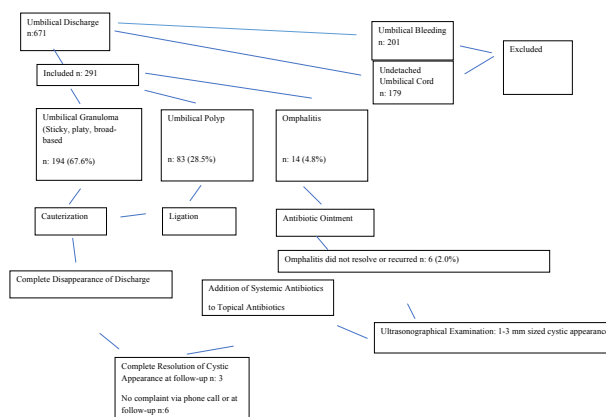 Umbilical Discharge
n:671
Umbilical Bleeding
n: 201
Excluded
Undetached
Umbilical Cord
n: 179
Included n: 291
Umbilical Granuloma
(Sticky, platy, broad-
based
n: 194 (67.6%)
Umbilical Polyp
n: 83 (28.5%)
Omphalitis
n: 14 (4.8%)
Cauterization
Ligation
Antibiotic Ointment
Omphalitis did not resolve or recurred n: 6 (2.0%)
Complete Disappearance of Discharge
Addition of Systemic Antibiotics
to Topical Antibiotics
Ultrasonographical Examination: 1-3 mm sized cystic appearance
Complete Resolution of Cystic
Appearance at follow-up n: 3
No complaint via phone call or at
follow-up n:6